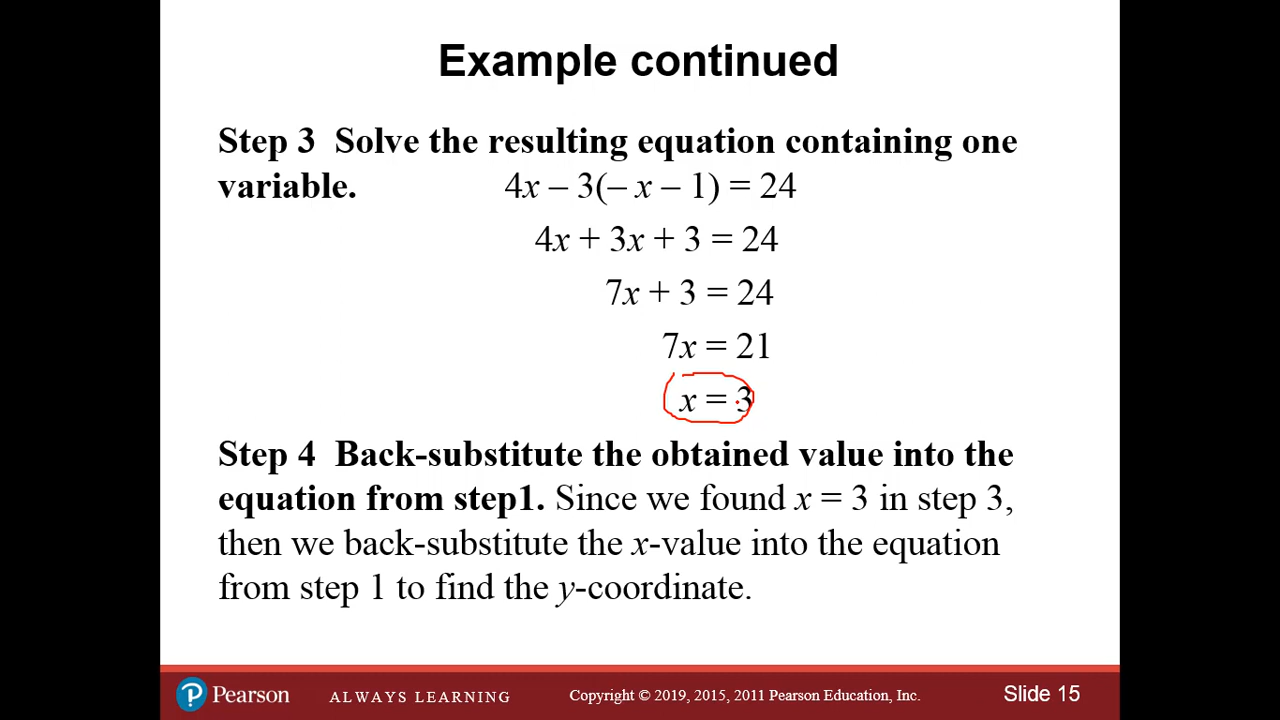 Example continued
Step 3  Solve the resulting equation containing one
variable.    4x – 3(– x – 1) = 24
4x + 3x + 3 = 24
7x + 3 = 24
7x = 21
x = 3
Step 4  Back-substitute the obtained value into the
equation from step1. Since we found x = 3 in step 3,
then we back-substitute the x-value into the equation
from step 1 to find the y-coordinate.
P Pearson    ALWAYS LEARNING    Copyright © 2019, 2015, 2011 Pearson Education, Inc.    Slide 15